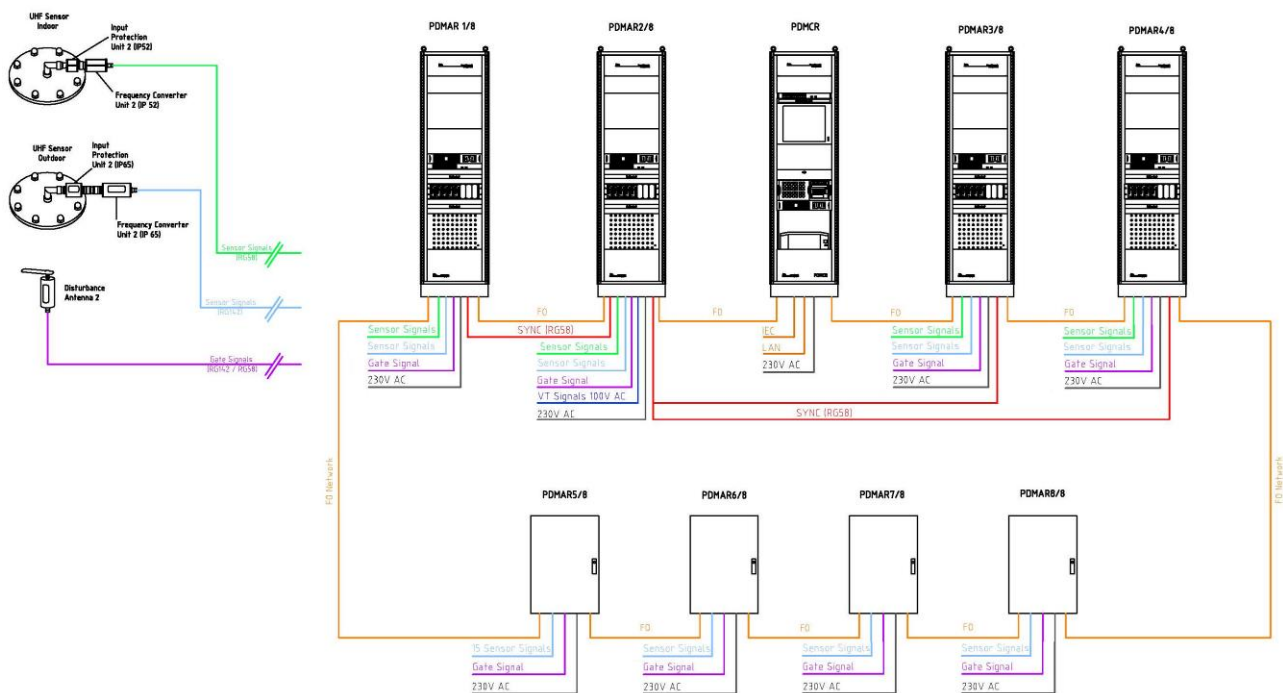 UHF Sensor
Indoor
Input
Protection
Unit 2 (IP52)
Frequency Converter
Unit 2 (IP 52)
UHF Sensor
Outdoor
Input
Protection
Unit 2 (IP65)
Frequency Converter
Unit 2 (IP 65)
Disturbance
Antenna 2
Sensor Signals
(RG58)
Sensor Signals
(RG142)
Gate Signals
(RG142 / RG58)
PDMAR 1/8
PDMAR2/8
PDMCR
PDMAR3/8
PDMAR4/8
FO
FO
FO
FO
Sensor Signals
Sensor Signals
Gate Signal
230V AC
SYNC (RG58)
Sensor Signals
Sensor Signals
Gate Signal
VT Signals 100V AC
230V AC
IEC
LAN
230V AC
Sensor Signals
Sensor Signals
Gate Signal
230V AC
Sensor Signals
Sensor Signals
Gate Signal
230V AC
SYNC (RG58)
FO Network
FO Network
PDMAR5/8
PDMAR6/8
PDMAR7/8
PDMAR8/8
FO
FO
FO
15 Sensor Signals
Gate Signal
230V AC
Sensor Signals
Gate Signal
230V AC
Sensor Signals
Gate Signal
230V AC
Sensor Signals
Gate Signal
230V AC